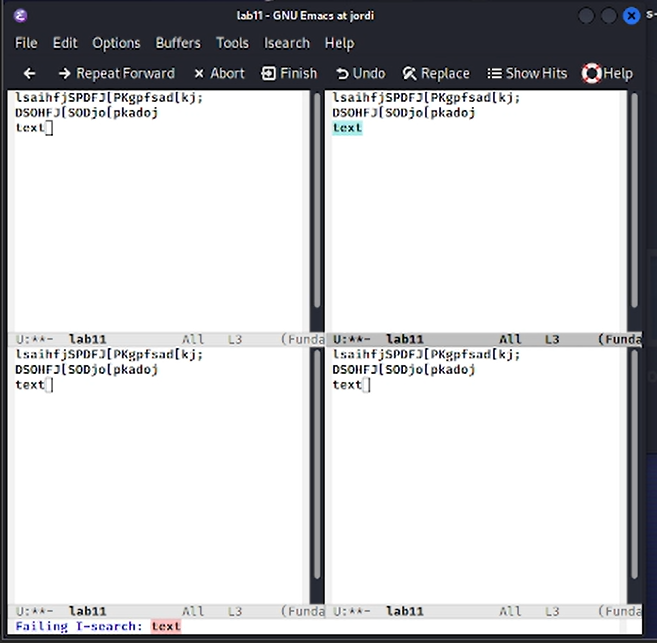 lab11 - GNU Emacs at jordi
File Edit Options Buffers Tools Isearch Help
Repeat Forward Abort Finish Undo Replace Show Hits Help
lsaihfjSPDFJ[PKgpfsad[kj;
DSOHFJ[SODjo[pkadoj
text
U:**- lab11 All L3 (Funda
lsaihfjSPDFJ[PKgpfsad[kj;
DSOHFJ[SODjo[pkadoj
text
U:**- lab11 All L3 (Funda
lsaihfjSPDFJ[PKgpfsad[kj;
DSOHFJ[SODjo[pkadoj
text
U:**- lab11 All L3 (Funda
lsaihfjSPDFJ[PKgpfsad[kj;
DSOHFJ[SODjo[pkadoj
text
U:**- lab11 All L3 (Funda
Failing I-search: text